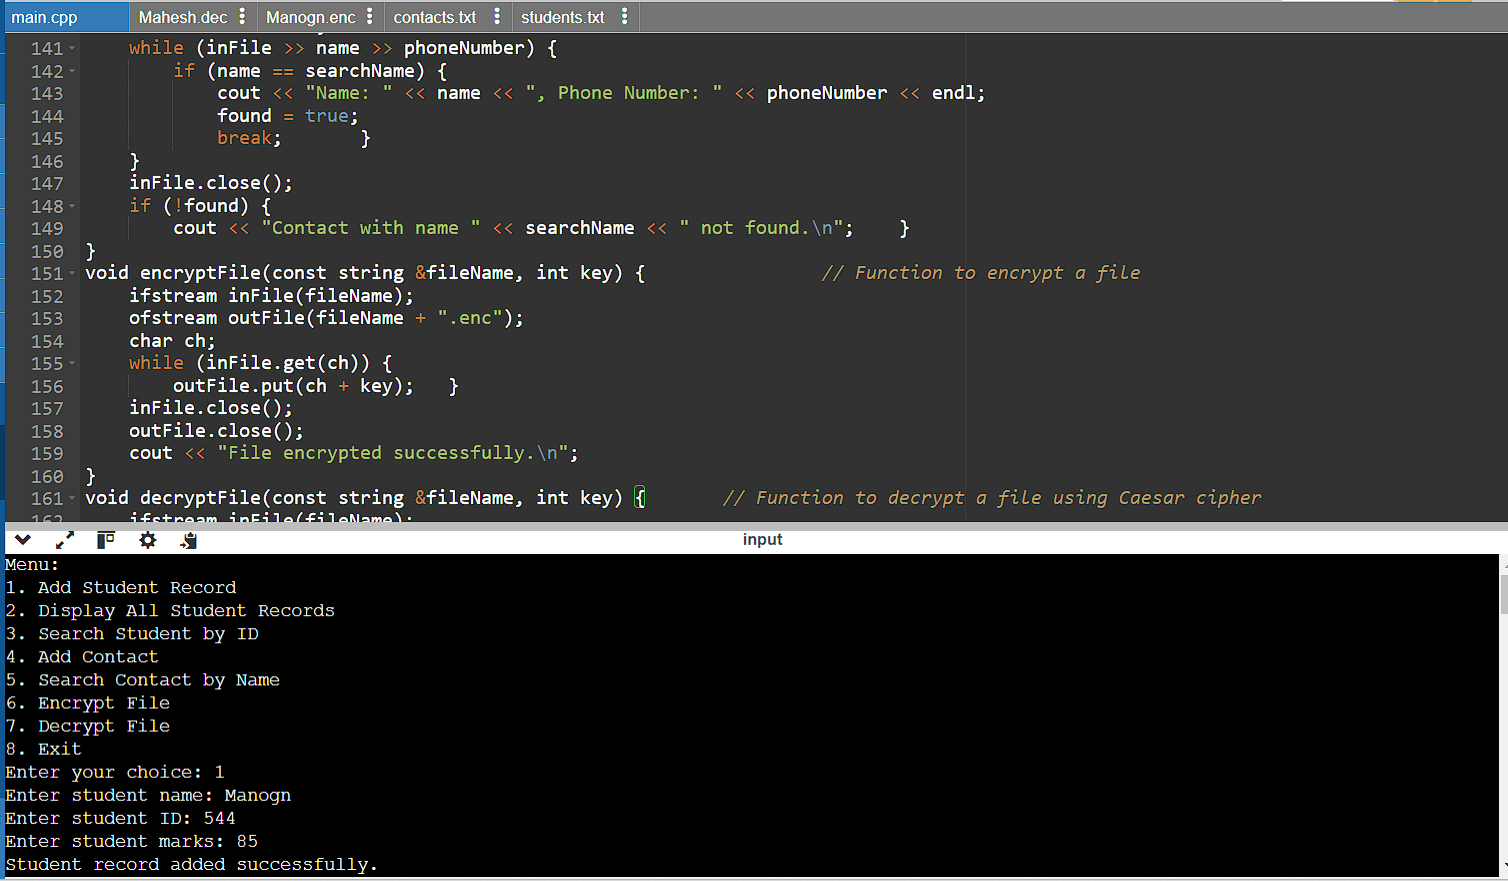 main.cpp Mahesh.dec Manogn.enc contacts.txt students.txt
141 while (inFile >> name >> phoneNumber) {
142 if (name == searchName) {
143 cout << "Name: " << name << ", Phone Number: " << phoneNumber << endl;
144 found = true;
145 break; }
146 }
147 inFile.close();
148 if (!found) {
149 cout << "Contact with name " << searchName << " not found.\n"; }
150 }
151 void encryptFile(const string &fileName, int key) { // Function to encrypt a file
152 ifstream inFile(fileName);
153 ofstream outFile(fileName + ".enc");
154 char ch;
155 while (inFile.get(ch)) {
156 outFile.put(ch + key); }
157 inFile.close();
158 outFile.close();
159 cout << "File encrypted successfully.\n";
160 }
161 void decryptFile(const string &fileName, int key) { // Function to decrypt a file using Caesar cipher
162 ifstream inFile(fileName);
input
Menu:
1. Add Student Record
2. Display All Student Records
3. Search Student by ID
4. Add Contact
5. Search Contact by Name
6. Encrypt File
7. Decrypt File
8. Exit
Enter your choice: 1
Enter student name: Manogn
Enter student ID: 544
Enter student marks: 85
Student record added successfully.